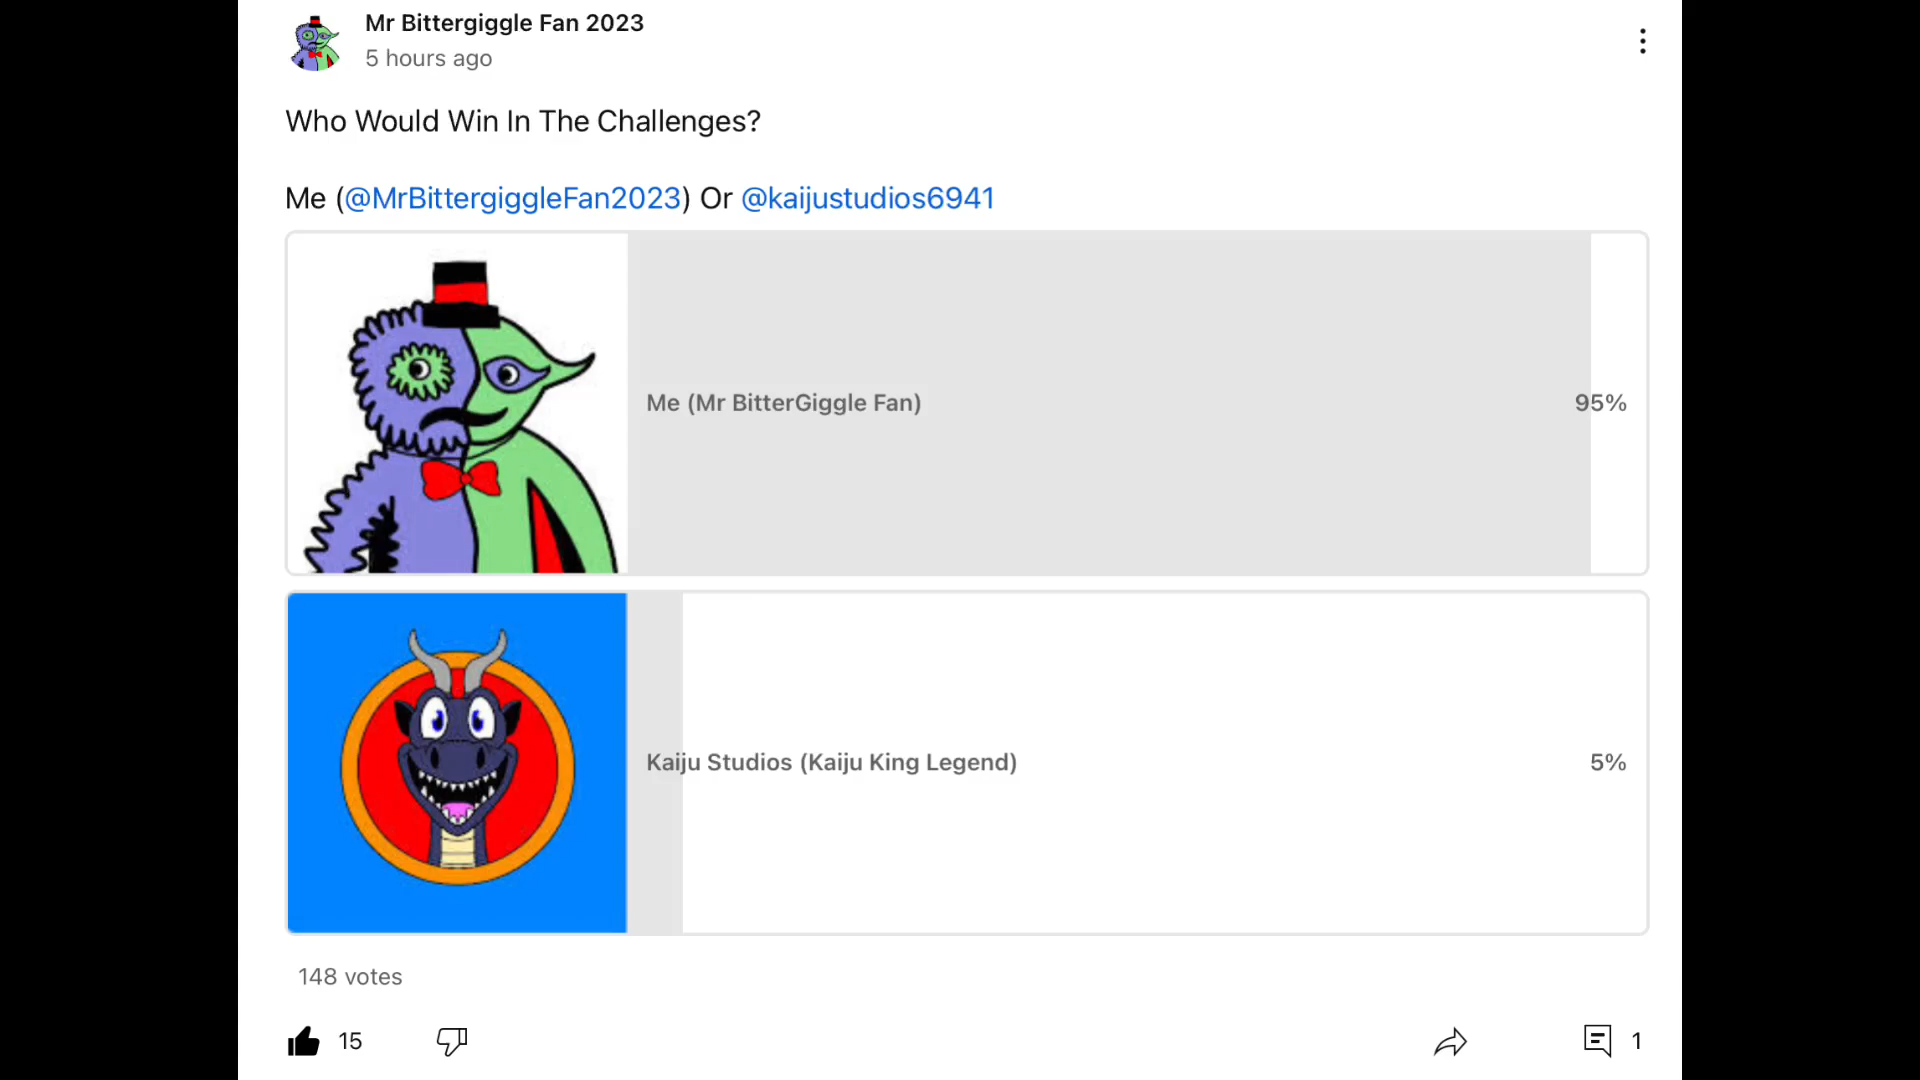 Mr Bittergiggle Fan 2023
5 hours ago
Who Would Win In The Challenges?
Me (@MrBittergiggleFan2023) Or @kaijustudios6941
Me (Mr BitterGiggle Fan)
95%
Kaiju Studios (Kaiju King Legend)
5%
148 votes
15
1